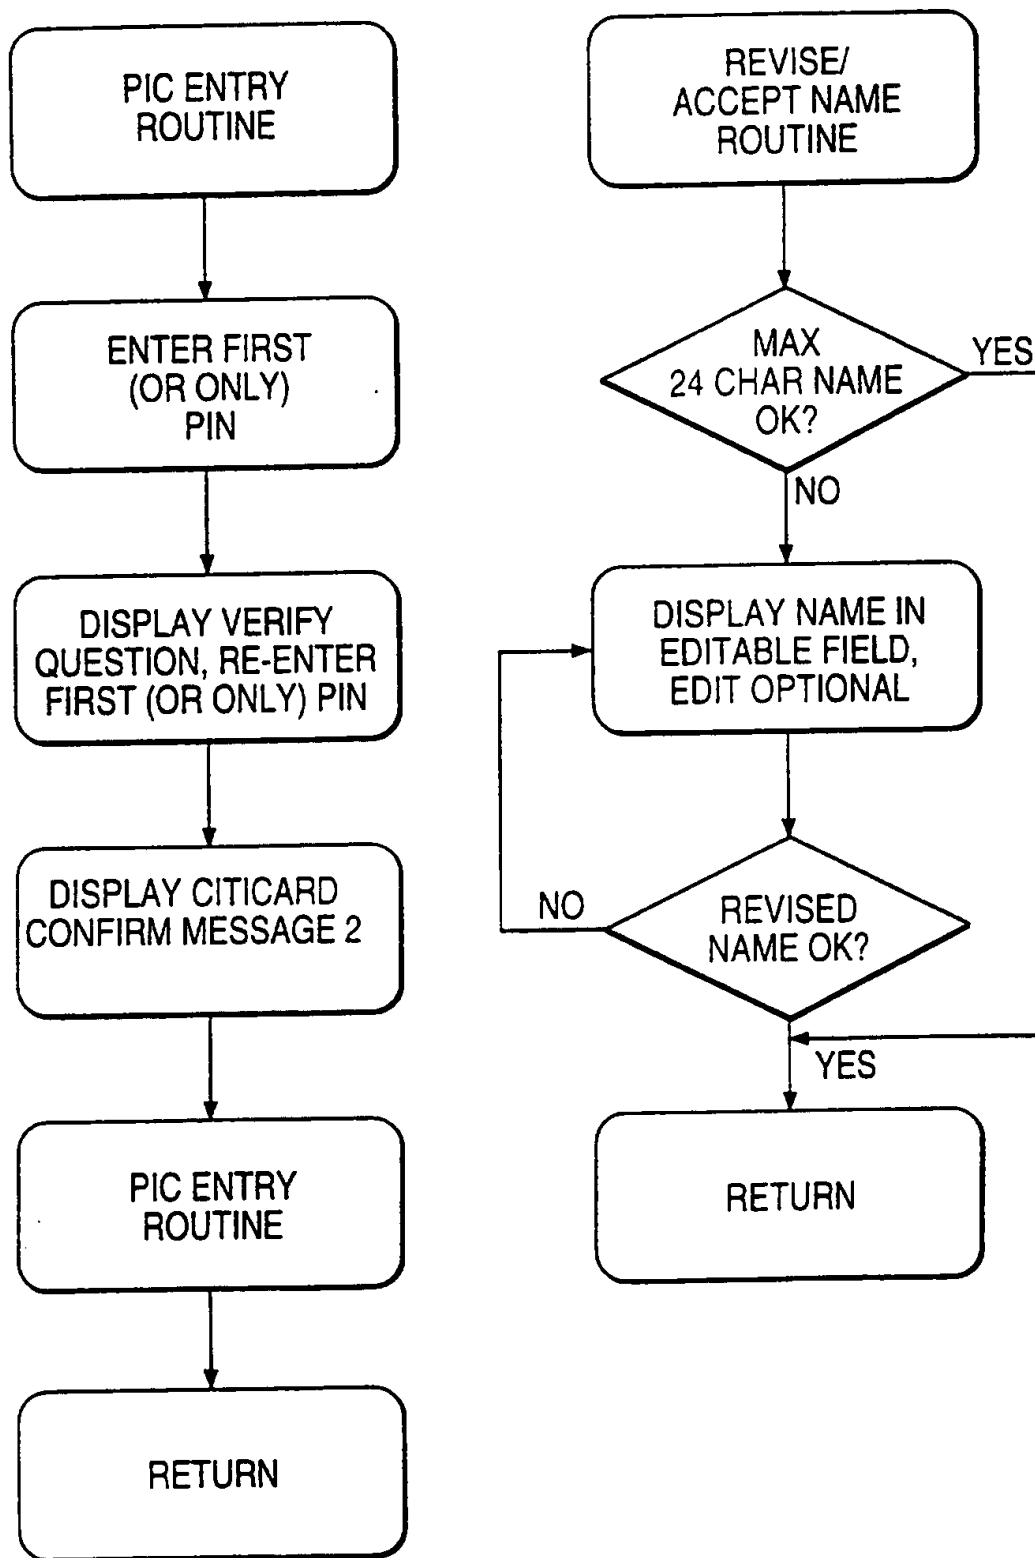 PIC ENTRY
ROUTINE
ENTER FIRST
(OR ONLY)
PIN
DISPLAY VERIFY
QUESTION, RE-ENTER
FIRST (OR ONLY) PIN
DISPLAY CITICARD
CONFIRM MESSAGE 2
PIC ENTRY
ROUTINE
RETURN
REVISE/
ACCEPT NAME
ROUTINE
MAX
24 CHAR NAME
OK?
YES
NO
DISPLAY NAME IN
EDITABLE FIELD,
EDIT OPTIONAL
NO
REVISED
NAME OK?
YES
RETURN